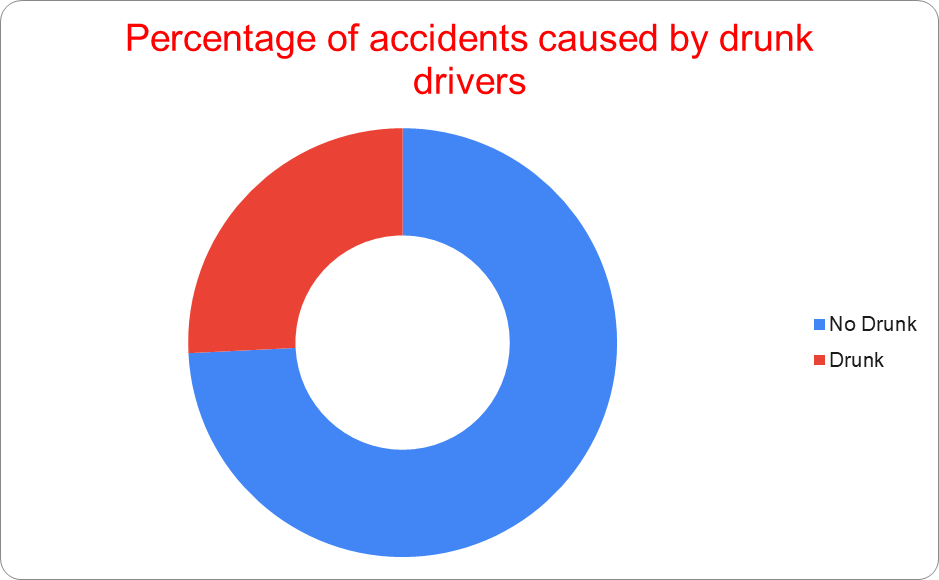 Percentage of accidents caused by drunk
drivers
No Drunk
Drunk